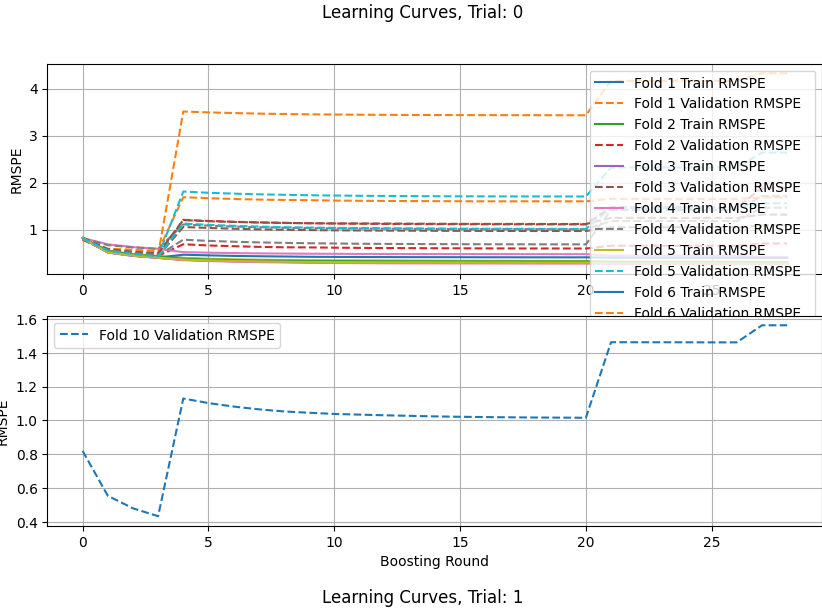 Learning Curves, Trial: 0
RMSPE
4
3
2
1
Fold 1 Train RMSPE
Fold 1 Validation RMSPE
Fold 2 Train RMSPE
Fold 2 Validation RMSPE
Fold 3 Train RMSPE
Fold 3 Validation RMSPE
Fold 4 Train RMSPE
Fold 4 Validation RMSPE
Fold 5 Train RMSPE
Fold 5 Validation RMSPE
Fold 6 Train RMSPE
Fold 6 Validation RMSPE
0 5 10 15 20 25
RMSPE
1.6
1.4
1.2
1.0
0.8
0.6
0.4
Fold 10 Validation RMSPE
0 5 10 15 20 25
Boosting Round
Learning Curves, Trial: 1